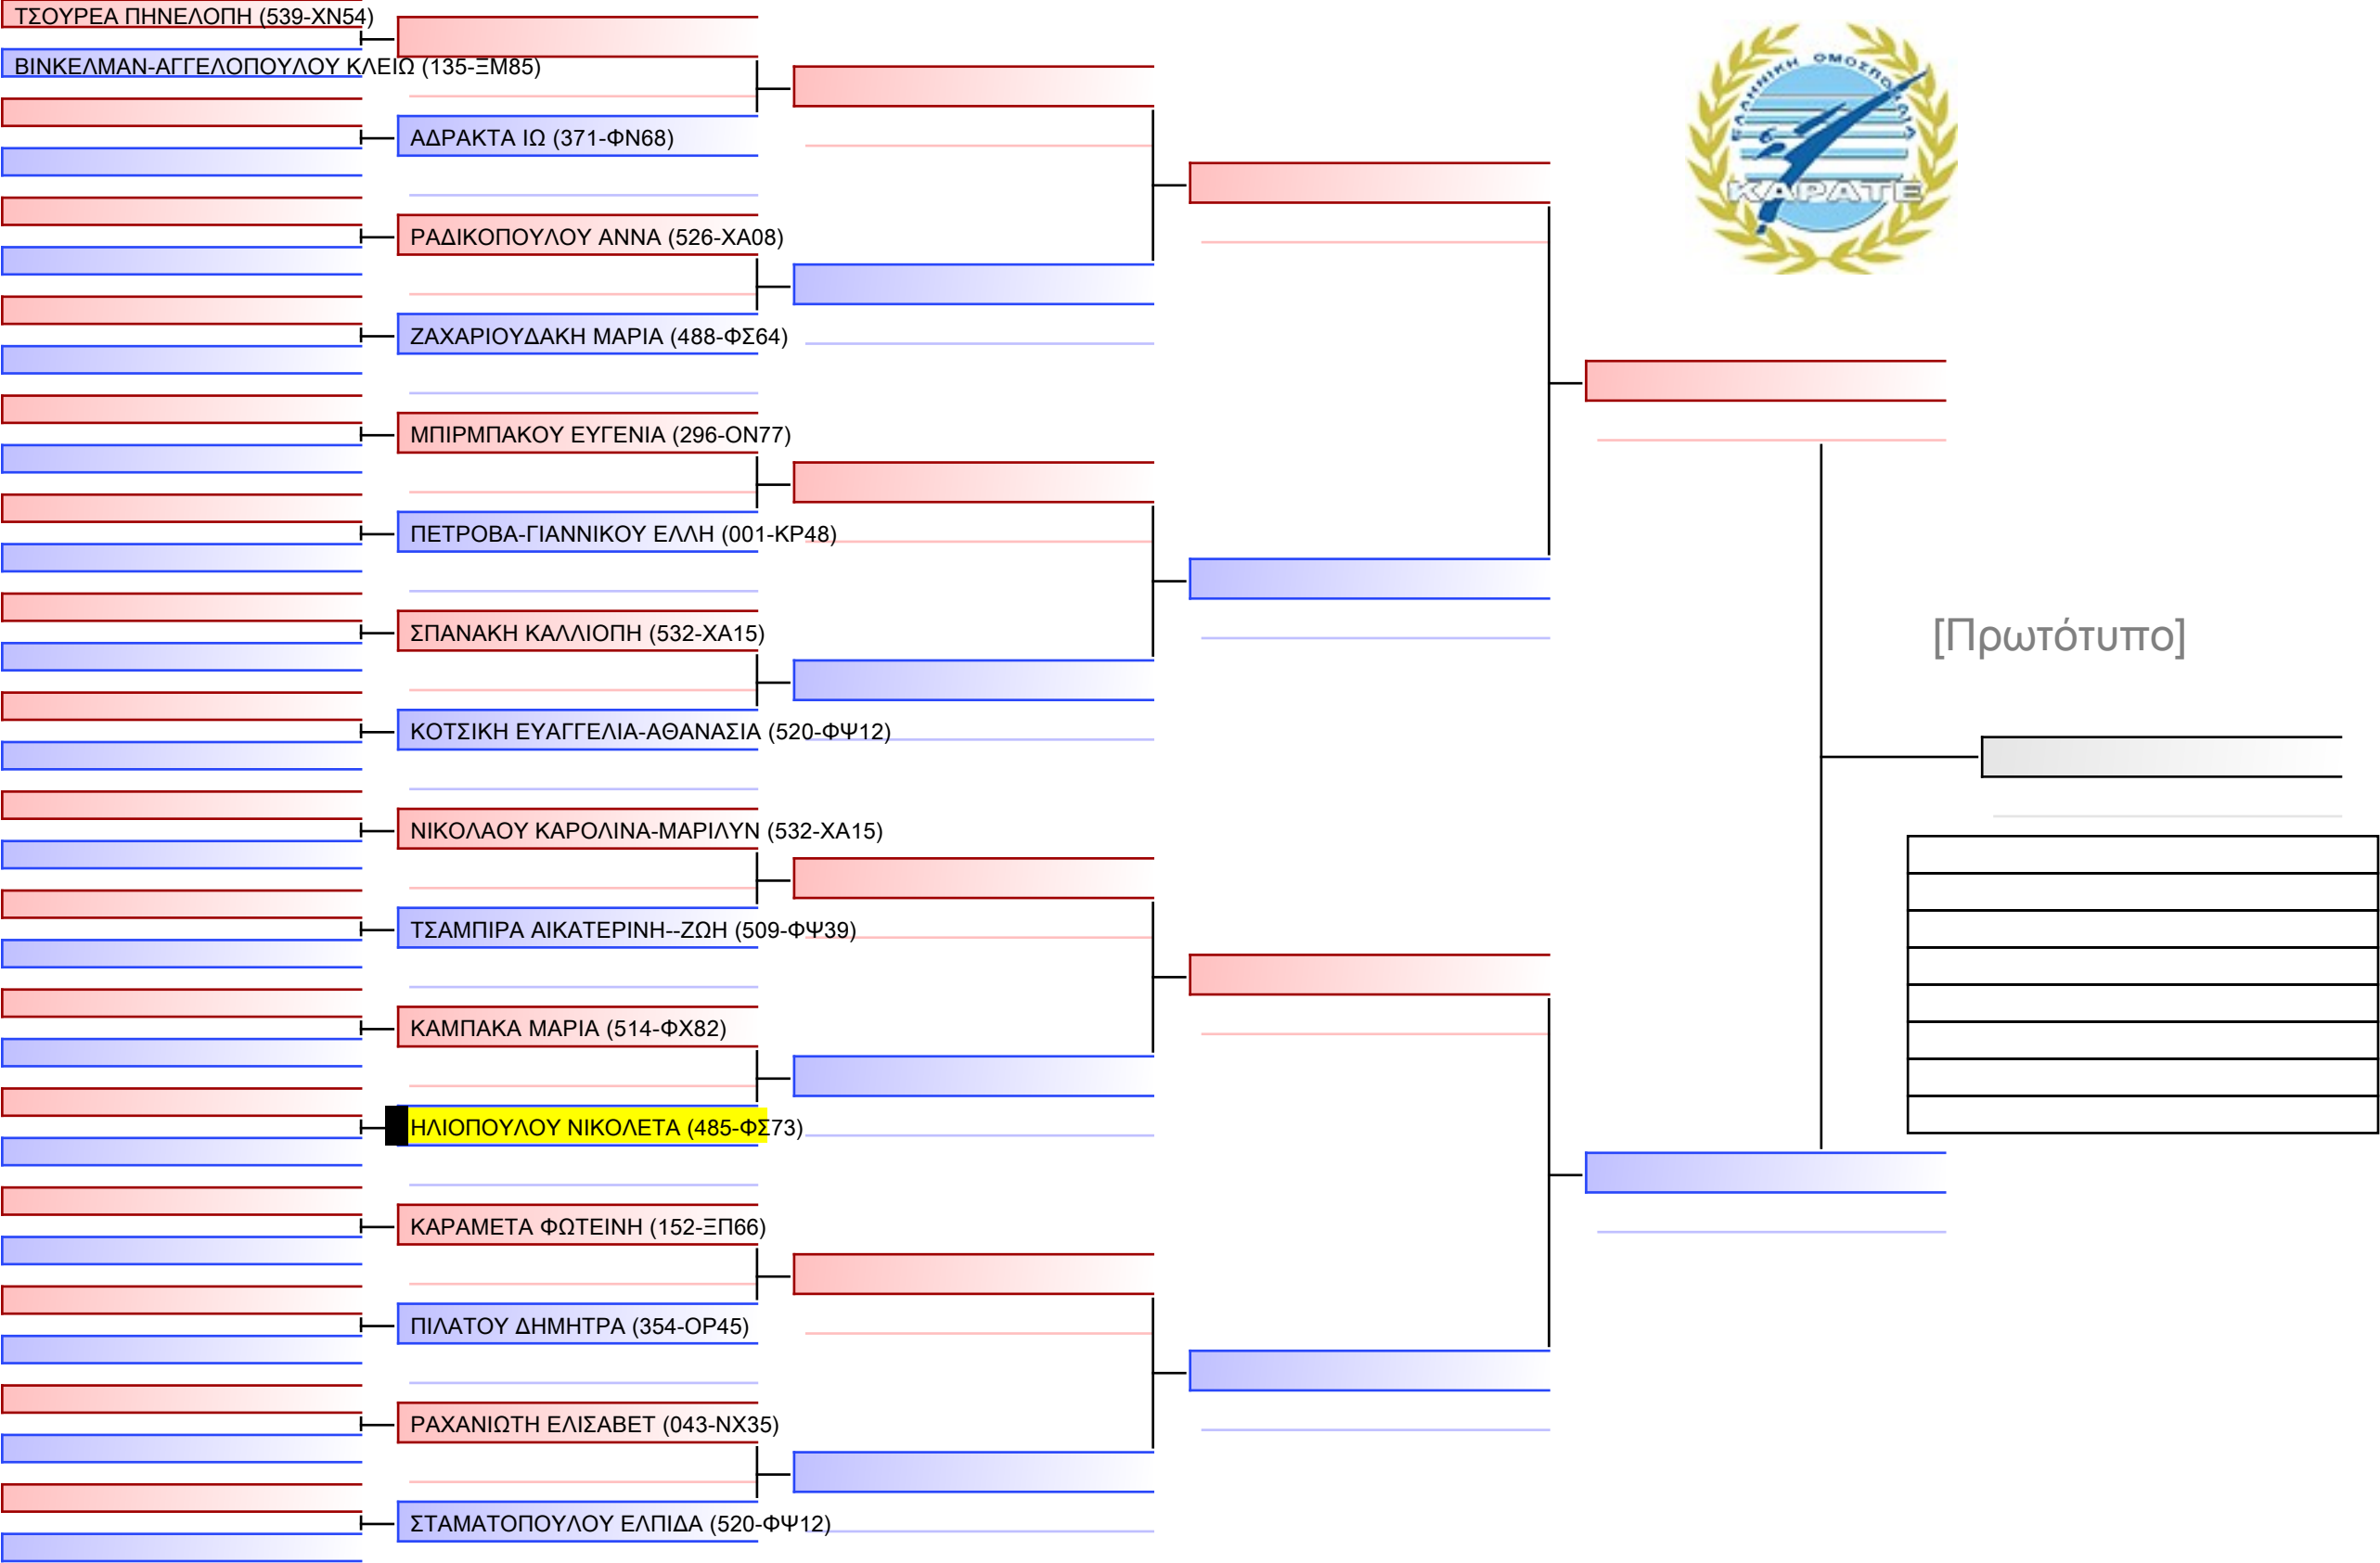 ΤΣΟΥΡΕΑ ΠΗΝΕΛΟΠΗ (539-ΧΝ54)
ΒΙΝΚΕΛΜΑΝ-ΑΓΓΕΛΟΠΟΥΛΟΥ ΚΛΕΙΩ (135-ΞΜ85)
ΑΔΡΑΚΤΑ ΙΩ (371-ΦΝ68)
ΡΑΔΙΚΟΠΟΥΛΟΥ ΑΝΝΑ (526-ΧΑ08)
ΖΑΧΑΡΙΟΥΔΑΚΗ ΜΑΡΙΑ (488-ΦΣ64)
ΜΠΙΡΜΠΑΚΟΥ ΕΥΓΕΝΙΑ (296-ΟΝ77)
ΠΕΤΡΟΒΑ-ΓΙΑΝΝΙΚΟΥ ΕΛΛΗ (001-ΚΡ48)
ΣΠΑΝΑΚΗ ΚΑΛΛΙΟΠΗ (532-ΧΑ15)
ΚΟΤΣΙΚΗ ΕΥΑΓΓΕΛΙΑ-ΑΘΑΝΑΣΙΑ (520-ΦΨ12)
ΝΙΚΟΛΑΟΥ ΚΑΡΟΛΙΝΑ-ΜΑΡΙΛΥΝ (532-ΧΑ15)
ΤΣΑΜΠΙΡΑ ΑΙΚΑΤΕΡΙΝΗ--ΖΩΗ (509-ΦΨ39)
ΚΑΜΠΑΚΑ ΜΑΡΙΑ (514-ΦΧ82)
ΗΛΙΟΠΟΥΛΟΥ ΝΙΚΟΛΕΤΑ (485-ΦΣ73)
ΚΑΡΑΜΕΤΑ ΦΩΤΕΙΝΗ (152-ΞΠ66)
ΠΙΛΑΤΟΥ ΔΗΜΗΤΡΑ (354-ΟΡ45)
ΡΑΧΑΝΙΩΤΗ ΕΛΙΣΑΒΕΤ (043-ΝΧ35)
ΣΤΑΜΑΤΟΠΟΥΛΟΥ ΕΛΠΙΔΑ (520-ΦΨ12)
ΕΛΛΗΝΙΚΗ ΟΜΟΣΠΟΝΔΙΑ
ΚΑΡΑΤΕ
[Πρωτότυπο]